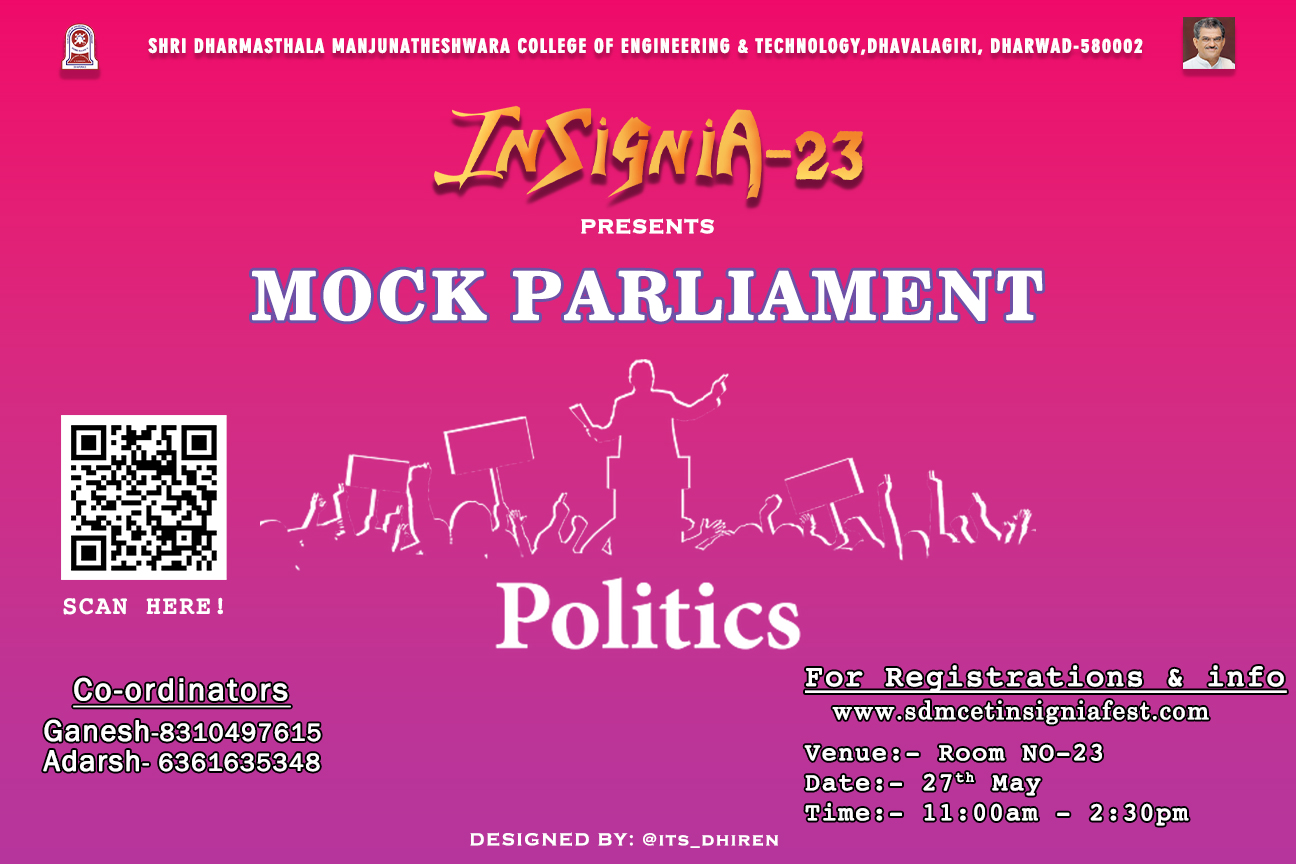 SHRI DHARMASTHALA MANJUNATHESHWARA COLLEGE OF ENGINEERING & TECHNOLOGY,DHAVALAGIRI, DHARWAD-580002
INSIGNIA-23
PRESENTS
MOCK PARLIAMENT
SCAN HERE!
Politics
Co-ordinators
Ganesh-8310497615
Adarsh- 6361635348
For Registrations & info
www.sdmcetinsigniafest.com
Venue:- Room NO-23
Date:- 27th May
Time:- 11:00am - 2:30pm
DESIGNED BY: @ITS_DHIREN